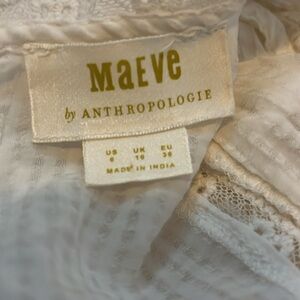 MaEVe
by ANTHROPOLOGIE
US UK EU
6 10 38
MADE IN INDIA